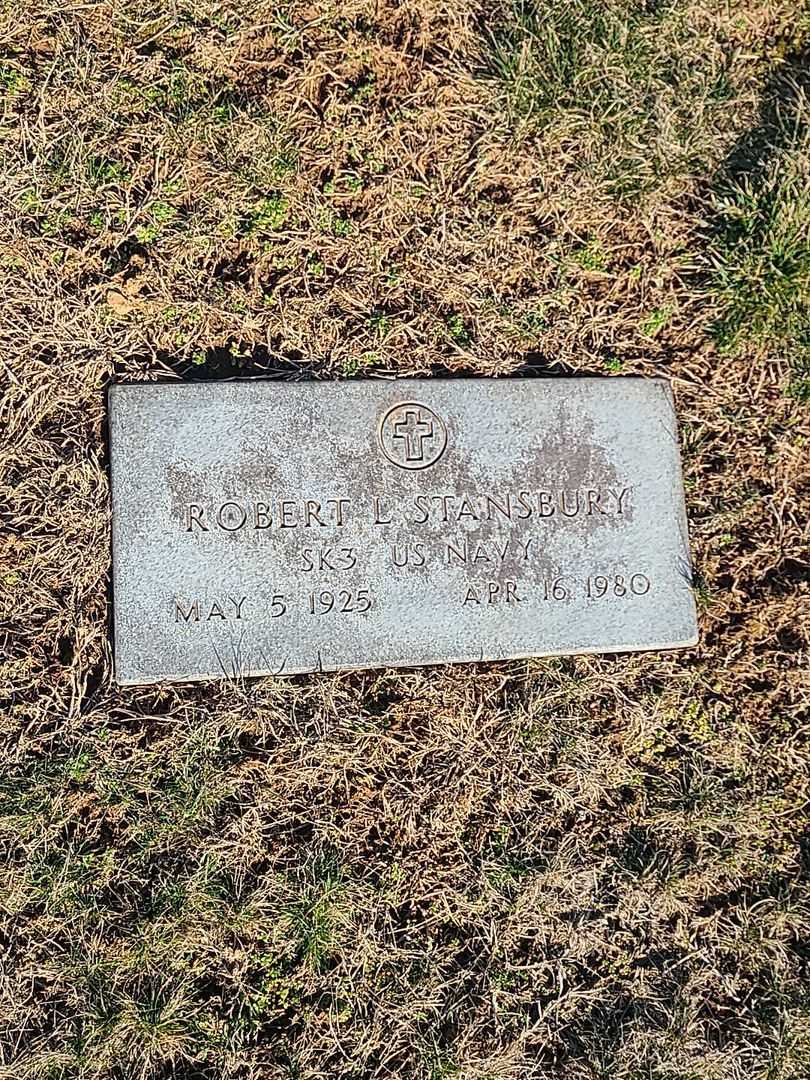 ROBERT L STANSBURY
SK3 US NAVY
MAY 5 1925 APR 16 1980